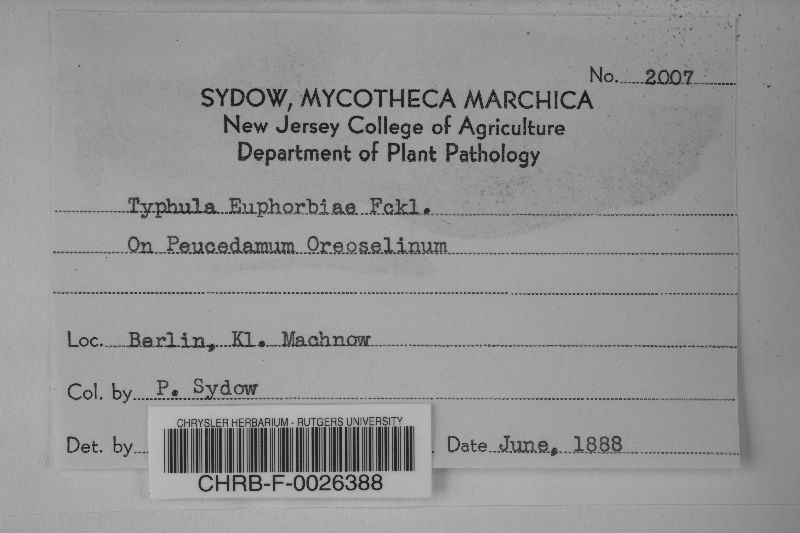 No. 2007
SYDOW, MYCOTHECA MARCHICA
New Jersey College of Agriculture
Department of Plant Pathology
Typhula Euphorbiae Fckl.
On Peucedamum Oreoselinum
Loc. Berlin, Kl. Machnow
Col. by P. Sydow
Det. by Date June, 1888
CHRYSLER HERBARIUM - RUTGERS UNIVERSITY
CHRB-F-0026388